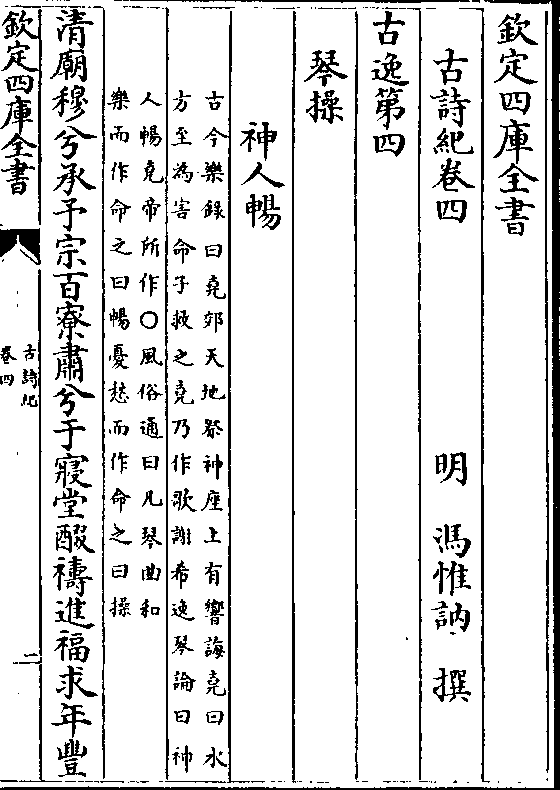 欽定四庫全書
古詩紀卷四
明 馮惟訥 撰
古逸第四
琴操
神人暢
古今樂錄曰堯郊天地祭神座上有響誨堯曰水
方至為害命子救之堯乃作歌謝希逸琴論曰神
人暢堯帝所作○風俗通曰凡琴曲和
樂而作命之曰暢憂愁而作命之曰操
清廟穆兮承予宗百寮肅兮于寢堂醊禱進福求年豐
欽定四庫全書
古詩紀
卷四
二